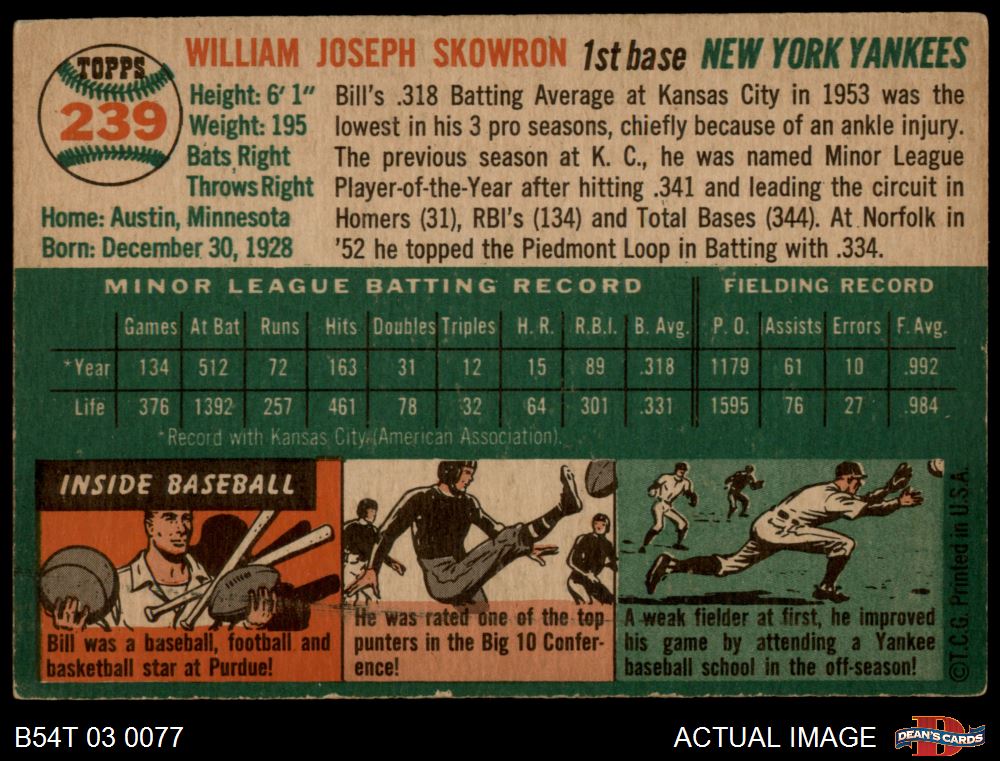 WILLIAM JOSEPH SKOWRON 1st base NEW YORK YANKEES
TOPPS
239
Height: 6' 1"
Weight: 195
Bats Right
Throws Right
Home: Austin, Minnesota
Born: December 30, 1928
Bill's .318 Batting Average at Kansas City in 1953 was the
lowest in his 3 pro seasons, chiefly because of an ankle injury.
The previous season at K. C., he was named Minor League
Player-of-the-Year after hitting .341 and leading the circuit in
Homers (31), RBI's (134) and Total Bases (344). At Norfolk in
'52 he topped the Piedmont Loop in Batting with .334.
MINOR LEAGUE BATTING RECORD FIELDING RECORD
Games At Bat Runs Hits Doubles Triples H. R. R.B.I. B. Avg. P. O. Assists Errors F. Avg.
*Year 134 512 72 163 31 12 15 89 .318 1179 61 10 .992
Life 376 1392 257 461 78 32 64 301 .331 1595 76 27 .984
*Record with Kansas City (American Association).
INSIDE BASEBALL
Bill was a baseball, football and
basketball star at Purdue!
He was rated one of the top
punters in the Big 10 Confer-
ence!
A weak fielder at first, he improved
his game by attending a Yankee
baseball school in the off-season!
©T.C.G. Printed in U.S.A.
B54T 03 0077
ACTUAL IMAGE
DEAN'S CARDS